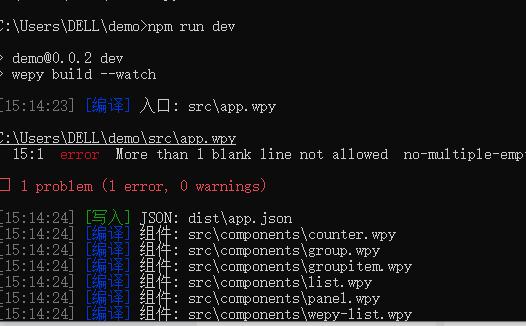 C:\Users\DELL\demo>npm run dev
> demo@0.0.2 dev
> wepy build --watch
[15:14:23] [编译] 入口: src\app.wpy
C:\Users\DELL\demo\src\app.wpy
15:1 error More than 1 blank line not allowed no-multiple-emp
1 problem (1 error, 0 warnings)
[15:14:24] [写入] JSON: dist\app.json
[15:14:24] [编译] 组件: src\components\counter.wpy
[15:14:24] [编译] 组件: src\components\group.wpy
[15:14:24] [编译] 组件: src\components\groupitem.wpy
[15:14:24] [编译] 组件: src\components\list.wpy
[15:14:24] [编译] 组件: src\components\panel.wpy
[15:14:24] [编译] 组件: src\components\wepy-list.wpy